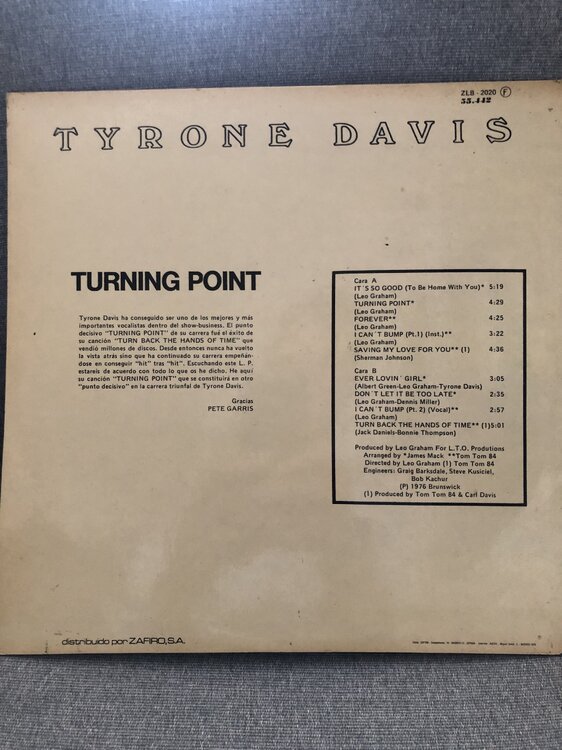 ZLB - 2020 F
55.442
TYRONE DAVIS
TURNING POINT
Tyrone Davis ha conseguido ser uno de los mejores y más
importantes vocalistas dentro del show-business. El punto
decisivo "TURNING POINT" de su carrera fué el éxito de
su canción "TURN BACK THE HANDS OF TIME" que
vendió millones de discos. Desde entonces nunca ha vuelto
la vista atrás sino que ha continuado su carrera empeñán-
dose en conseguir "hit" tras "hit". Escuchando este L. P.
estareis de acuerdo con todo lo que os he dicho. He aquí
su canción "TURNING POINT" que se constituirá en otro
"punto decisivo" en la carrera triunfal de Tyrone Davis.
Gracias
PETE GARRIS
Cara A
IT´S SO GOOD (To Be Home With You)* 5:19
(Leo Graham)
TURNING POINT* 4:29
(Leo Graham)
FOREVER** 4:25
(Leo Graham)
I CAN´T BUMP (Pt.1) (Inst.)** 3:22
(Leo Graham)
SAVING MY LOVE FOR YOU** (1) 4:36
(Sherman Johnson)
Cara B
EVER LOVIN´ GIRL* 3:05
(Albert Green-Leo Graham-Tyrone Davis)
DON´T LET IT BE TOO LATE* 2:35
(Leo Graham-Dennis Miller)
I CAN´T BUMP (Pt. 2) (Vocal)** 2:57
(Leo Graham)
TURN BACK THE HANDS OF TIME** (1)5:01
(Jack Daniels-Bonnie Thompson)
Produced by Leo Graham For L.T.O. Produtions
Arranged by *James Mack **Tom Tom 84
Directed by Leo Graham (1) Tom Tom 84
Engineers: Greig Barksdale, Steve Kusiciel,
Bob Kachur
(P) 1976 Brunswick
(1) Produced by Tom Tom 84 & Carl Davis
distribuido por ZAFIRO, S.A.